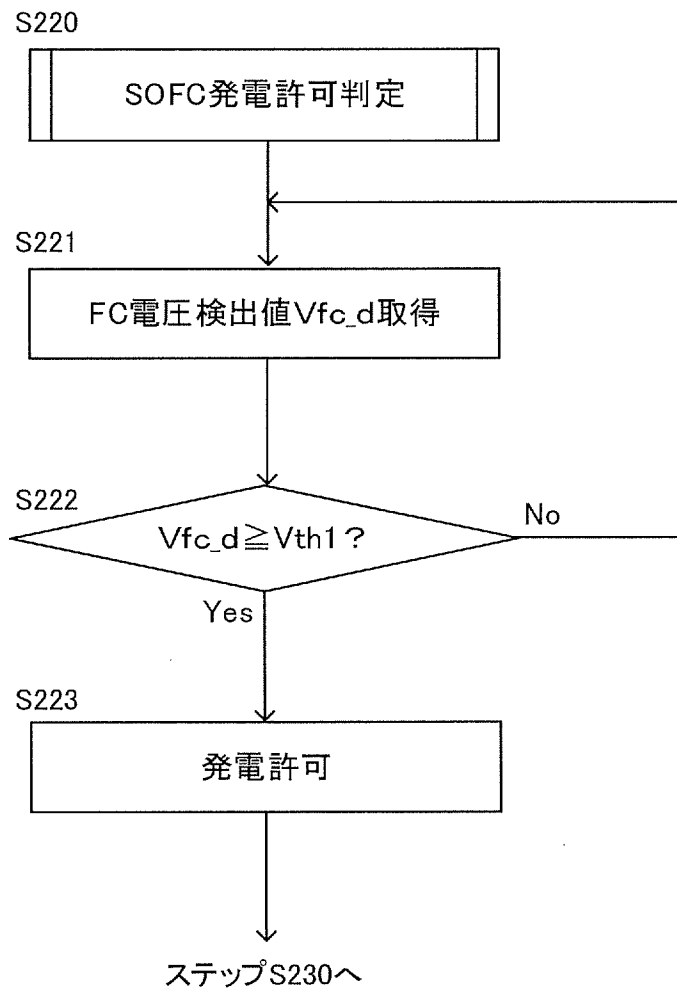 S220
SOFC発電許可判定
S221
FC電圧検出値Vfc_d取得
S222
Vfc_d≧Vth1？
No
Yes
S223
発電許可
ステップS230へ